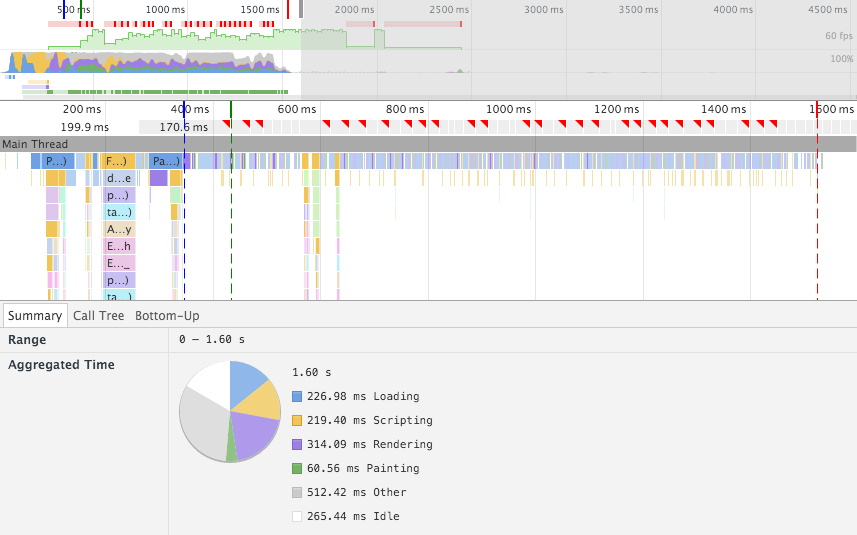 500 ms 1000 ms 1500 ms 2000 ms 2500 ms 3000 ms 3500 ms 4000 ms 4500 ms
60 fps
100%
200 ms 400 ms 600 ms 800 ms 1000 ms 1200 ms 1400 ms 1600 ms
199.9 ms 170.6 ms
Main Thread
P...) F...) Pa...)
d...e
p...)
ta...)
A...y
E...h
E..._
p...)
ta...)
Summary Call Tree Bottom-Up
Range 0 – 1.60 s
Aggregated Time
1.60 s
226.98 ms Loading
219.40 ms Scripting
314.09 ms Rendering
60.56 ms Painting
512.42 ms Other
265.44 ms Idle